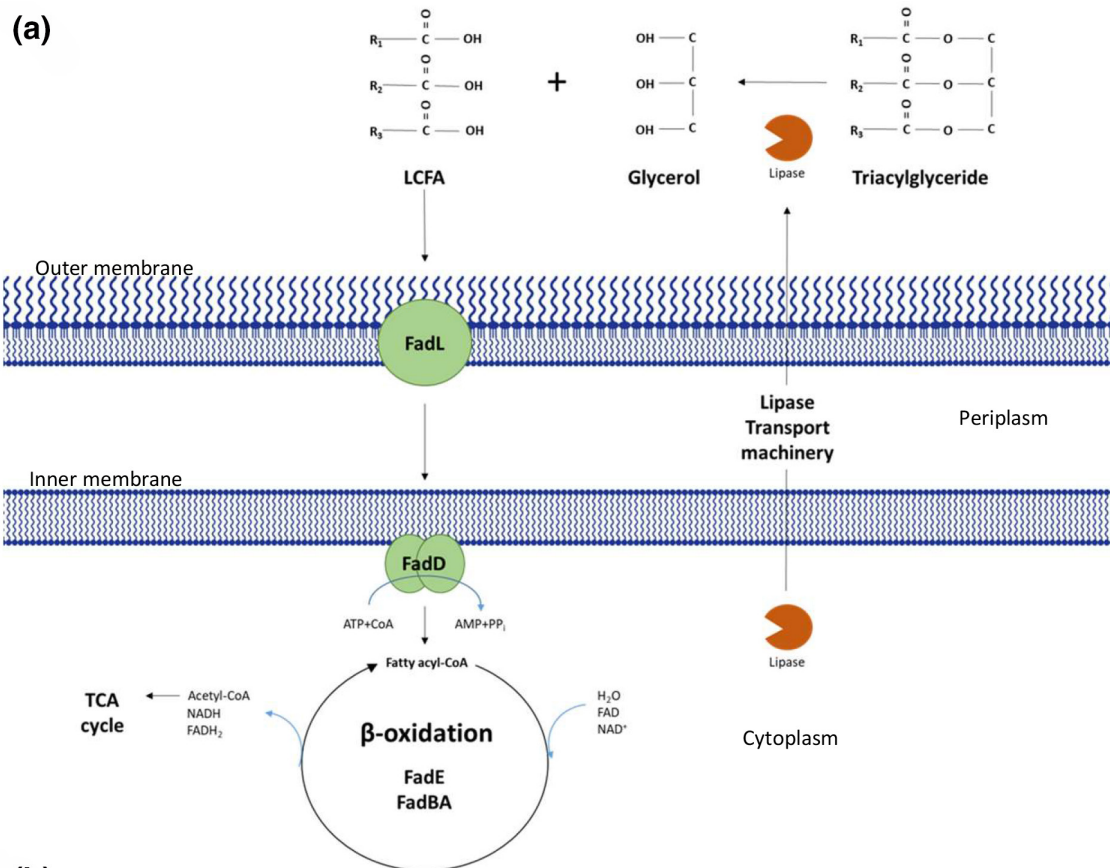 (a)
O O
R₁ C OH OH C R₁ C O C
O O
R₂ C OH + OH C R₂ C O C
O O
R₃ C OH OH C R₃ C O C
Lipase
LCFA Glycerol Triacylglyceride
Outer membrane
FadL
Lipase
Transport
machinery
Periplasm
Inner membrane
FadD
ATP+CoA AMP+PPᵢ
Lipase
Fatty acyl-CoA
TCA
cycle
Acetyl-CoA
NADH
FADH₂
H₂O
FAD
NAD⁺
β-oxidation
FadE
FadBA
Cytoplasm